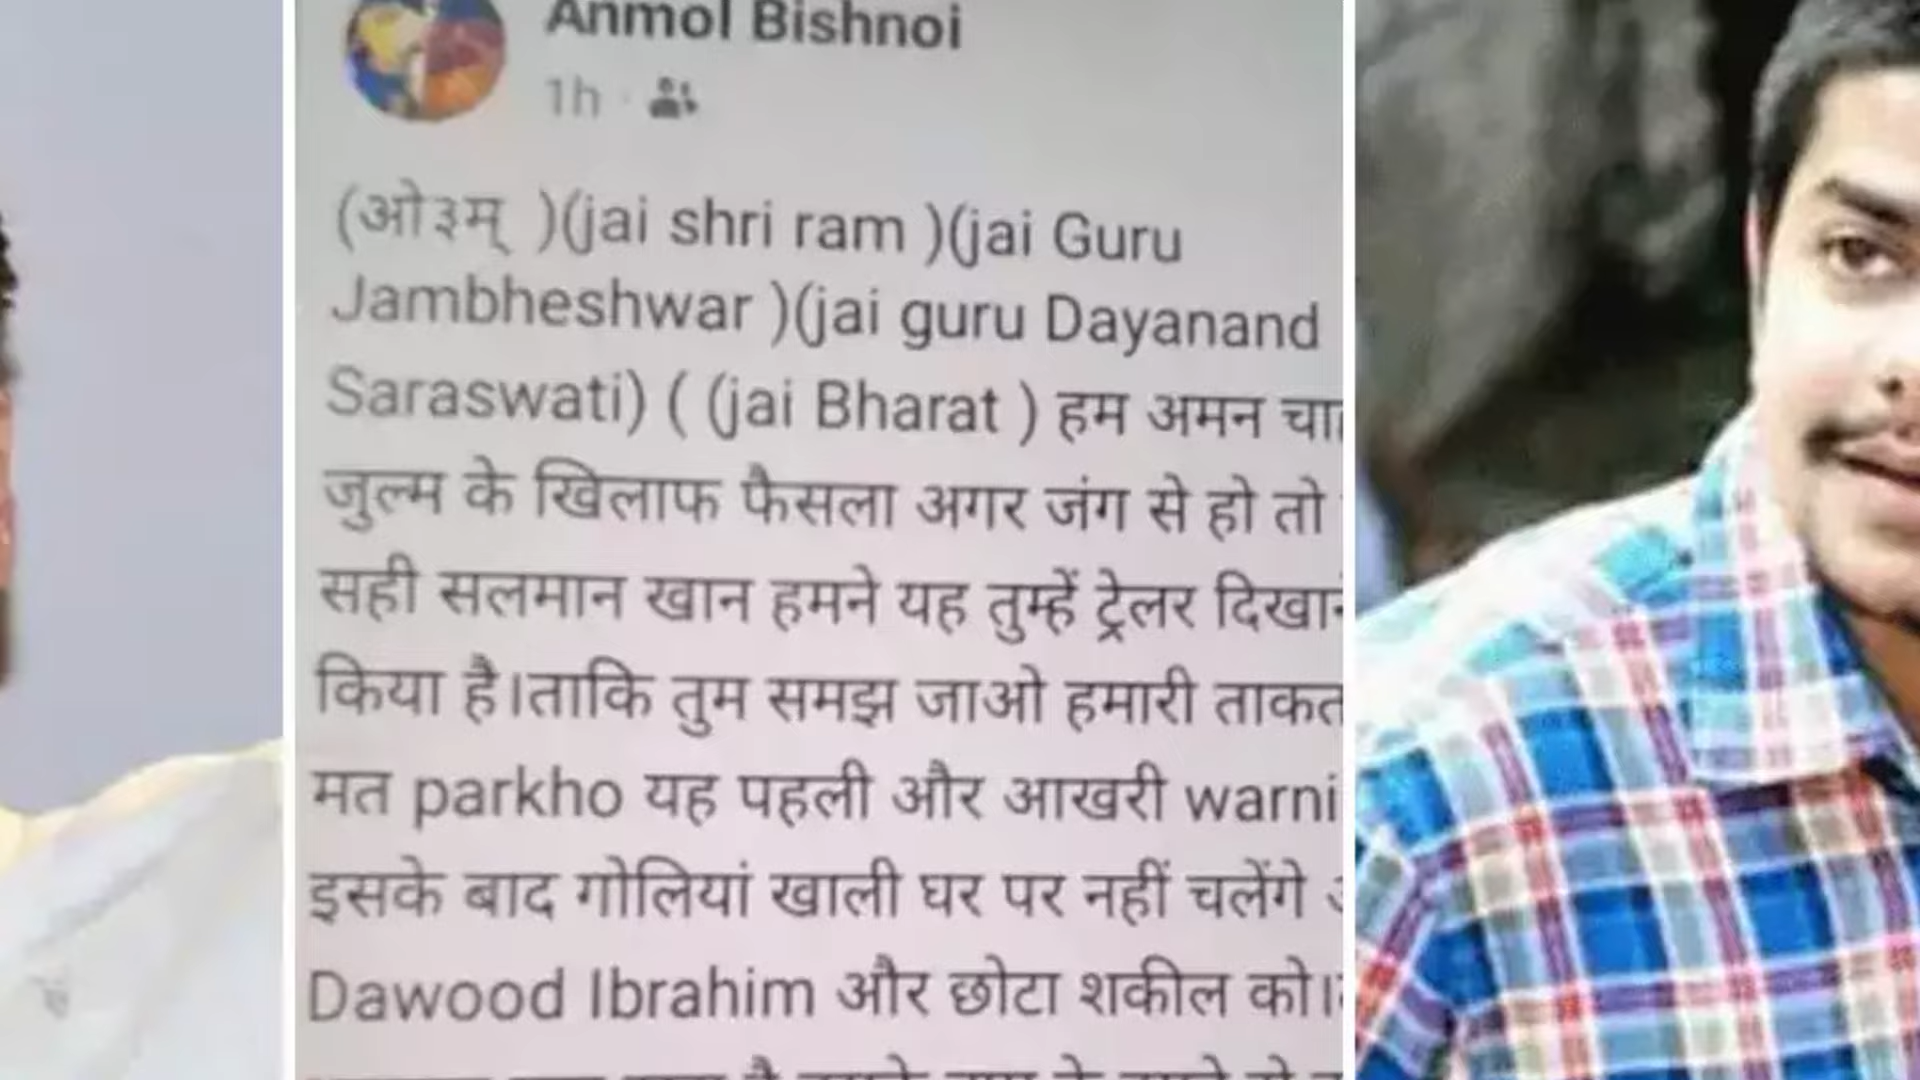 Anmol Bishnoi
1h
(ओ३म् )(jai shri ram )(jai Guru
Jambheshwar )(jai guru Dayanand
Saraswati) ( (jai Bharat ) हम अमन
जुल्म के खिलाफ फैसला अगर जंग से हो तो
सही सलमान खान हमने यह तुम्हें ट्रेलर
किया है।ताकि तुम समझ जाओ हमारी
मत parkho यह पहली और आखरी
इसके बाद गोलियां खाली घर पर नहीं चलेंगे
Dawood Ibrahim और छोटा शकील को।